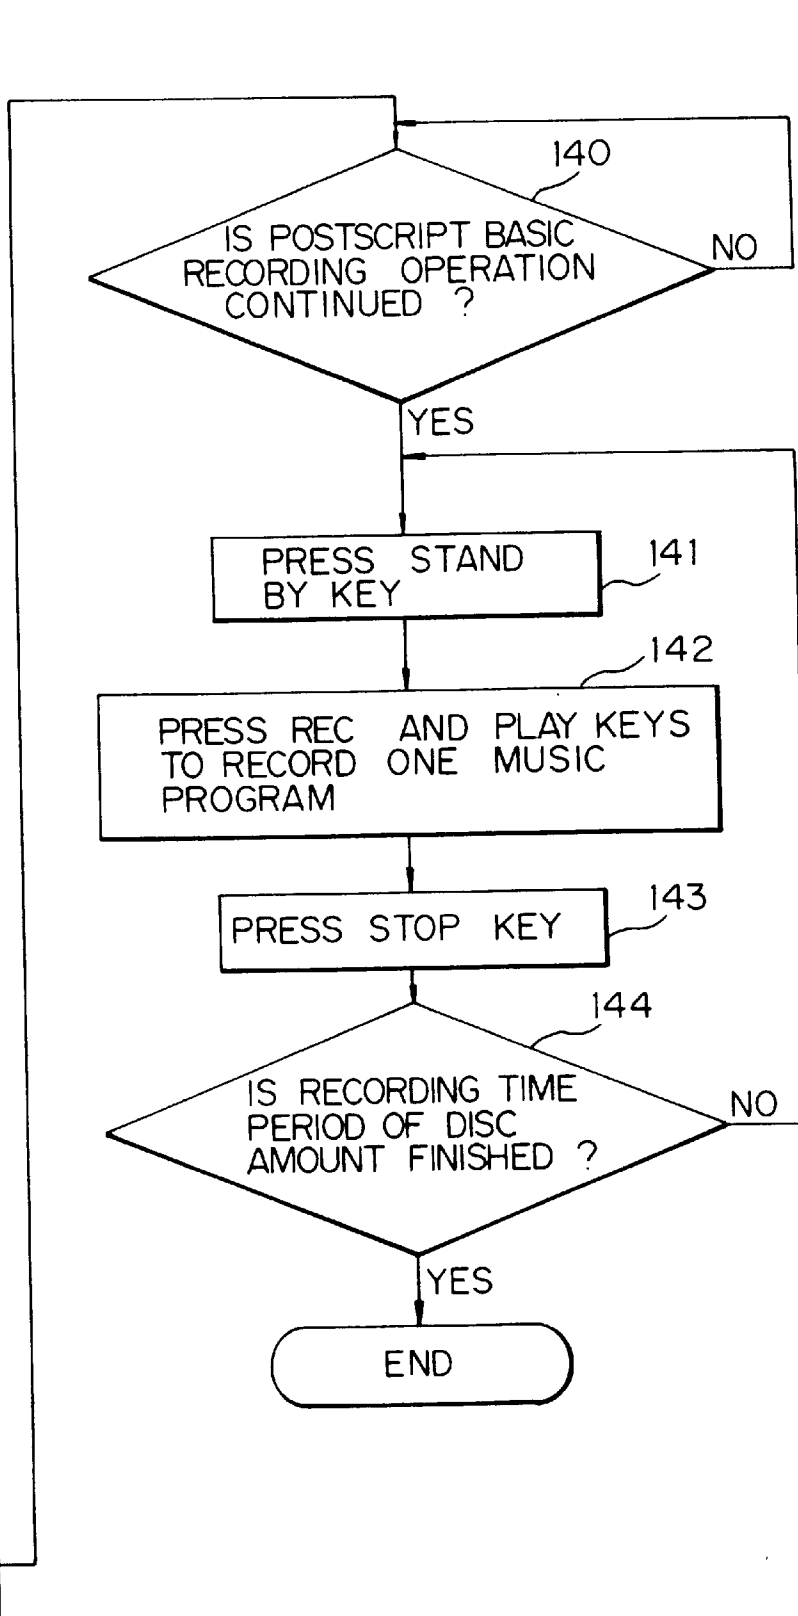 140
IS POSTSCRIPT BASIC
RECORDING OPERATION
CONTINUED ?
NO
YES
PRESS STAND
BY KEY
141
142
PRESS REC AND PLAY KEYS
TO RECORD ONE MUSIC
PROGRAM
143
PRESS STOP KEY
144
IS RECORDING TIME
PERIOD OF DISC
AMOUNT FINISHED ?
NO
YES
END